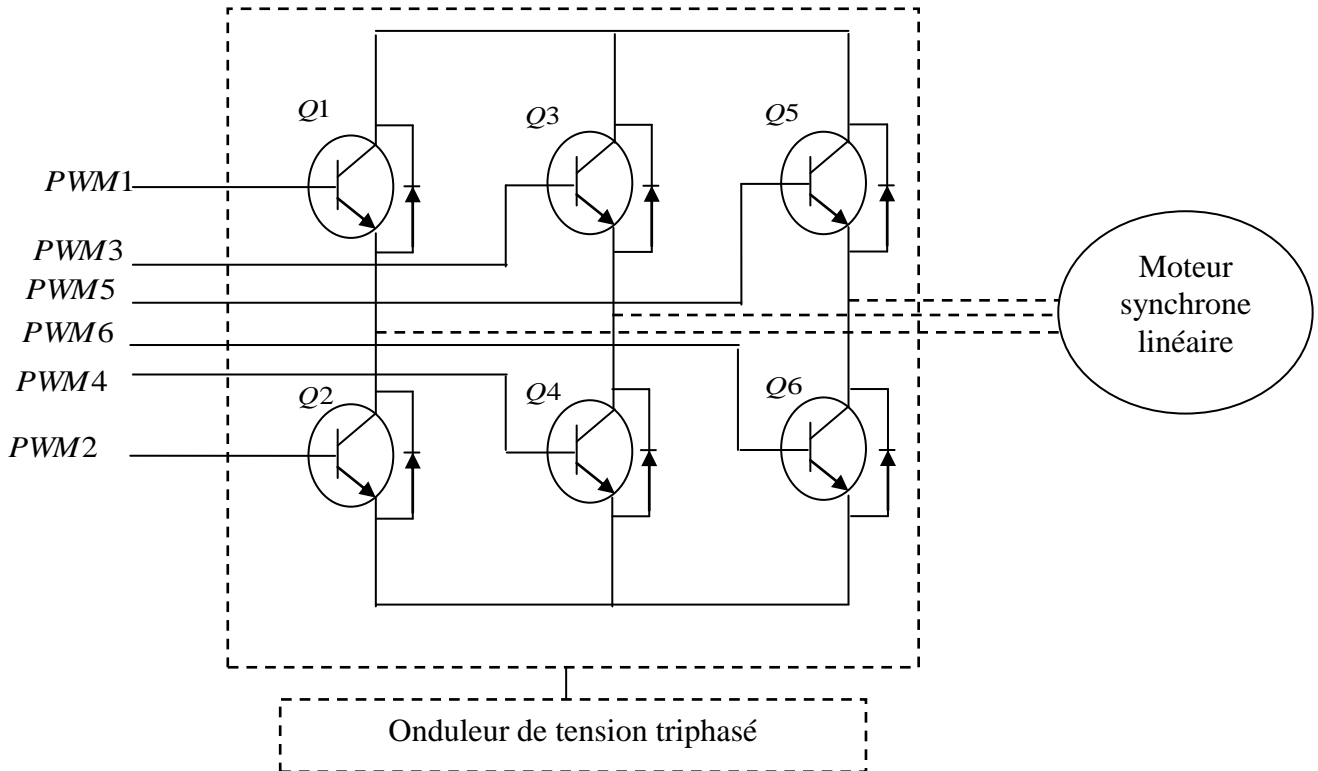 Q1
Q3
Q5
PWM1
PWM3
PWM5
PWM6
PWM4
PWM2
Q2
Q4
Q6
Moteur
synchrone
linéaire
Onduleur de tension triphasé